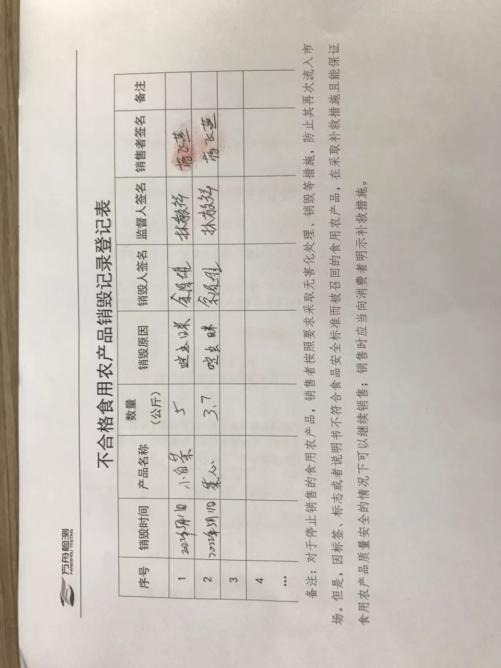 方舟检测
FANGZHOU TESTING
不合格食用农产品销毁记录登记表
序号 销毁时间 产品名称 数量（公斤） 销毁原因 销毁人签名 监督人签名 销售者签名 备注
1 小白菜 5
2 菜心 3.7
3
4
…
备注：对于停止销售的食用农产品，销售者按照要求采取无害化处理、销毁等措施，防止其再次流入市
场。但是，因标签、标志或者说明书不符合食品安全标准而被召回的食用农产品，在采取补救措施且能保证
食用农产品质量安全的情况下可以继续销售；销售时应当向消费者明示补救措施。